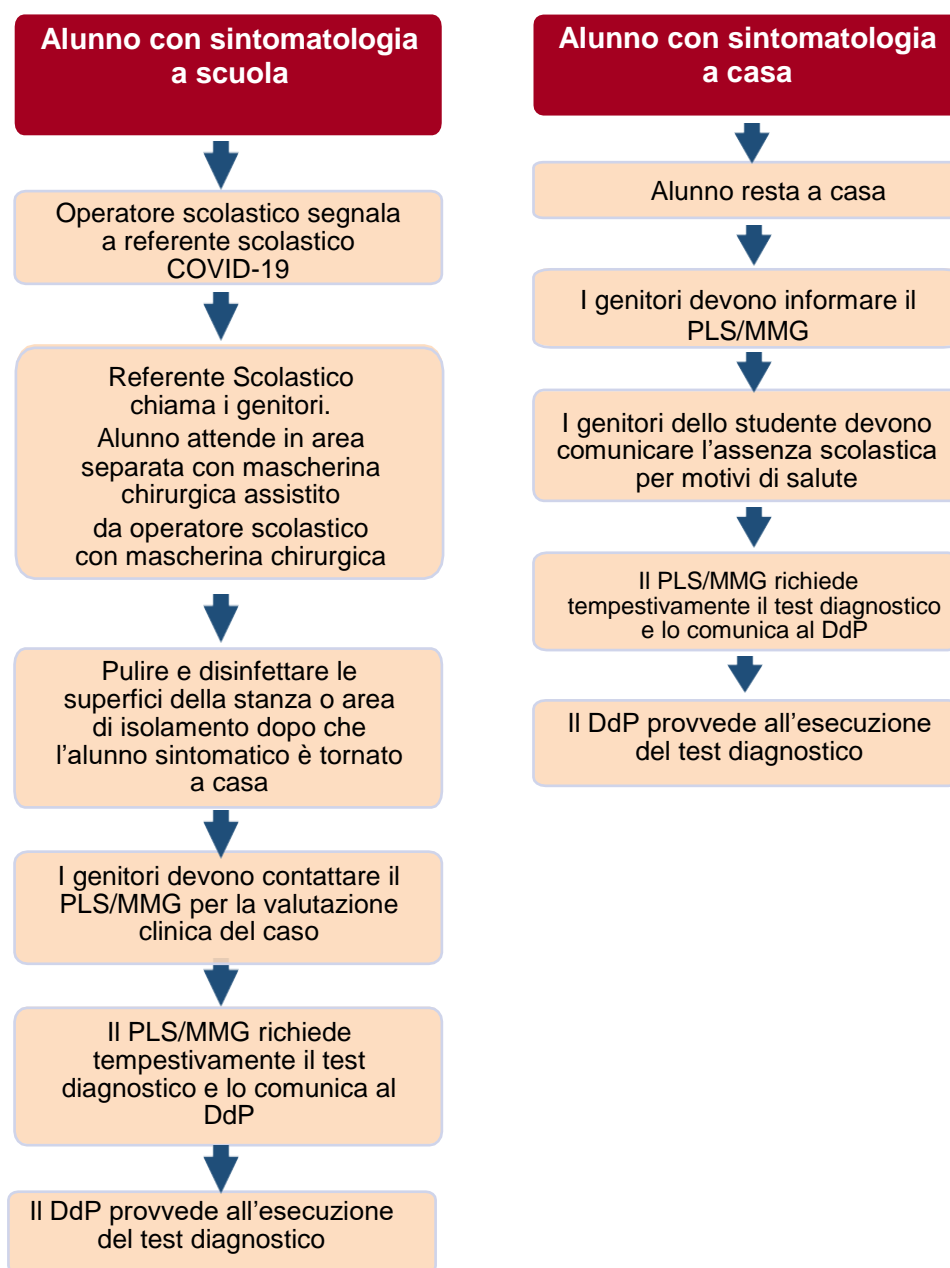 Alunno con sintomatologia
a scuola
Operatore scolastico segnala
a referente scolastico
COVID-19
Referente Scolastico
chiama i genitori.
Alunno attende in area
separata con mascherina
chirurgica assistito
da operatore scolastico
con mascherina chirurgica
Pulire e disinfettare le
superfici della stanza o area
di isolamento dopo che
l'alunno sintomatico è tornato
a casa
I genitori devono contattare il
PLS/MMG per la valutazione
clinica del caso
Il PLS/MMG richiede
tempestivamente il test
diagnostico e lo comunica al
DdP
Il DdP provvede all'esecuzione
del test diagnostico
Alunno con sintomatologia
a casa
Alunno resta a casa
I genitori devono informare il
PLS/MMG
I genitori dello studente devono
comunicare l'assenza scolastica
per motivi di salute
Il PLS/MMG richiede
tempestivamente il test diagnostico
e lo comunica al DdP
Il DdP provvede all'esecuzione
del test diagnostico